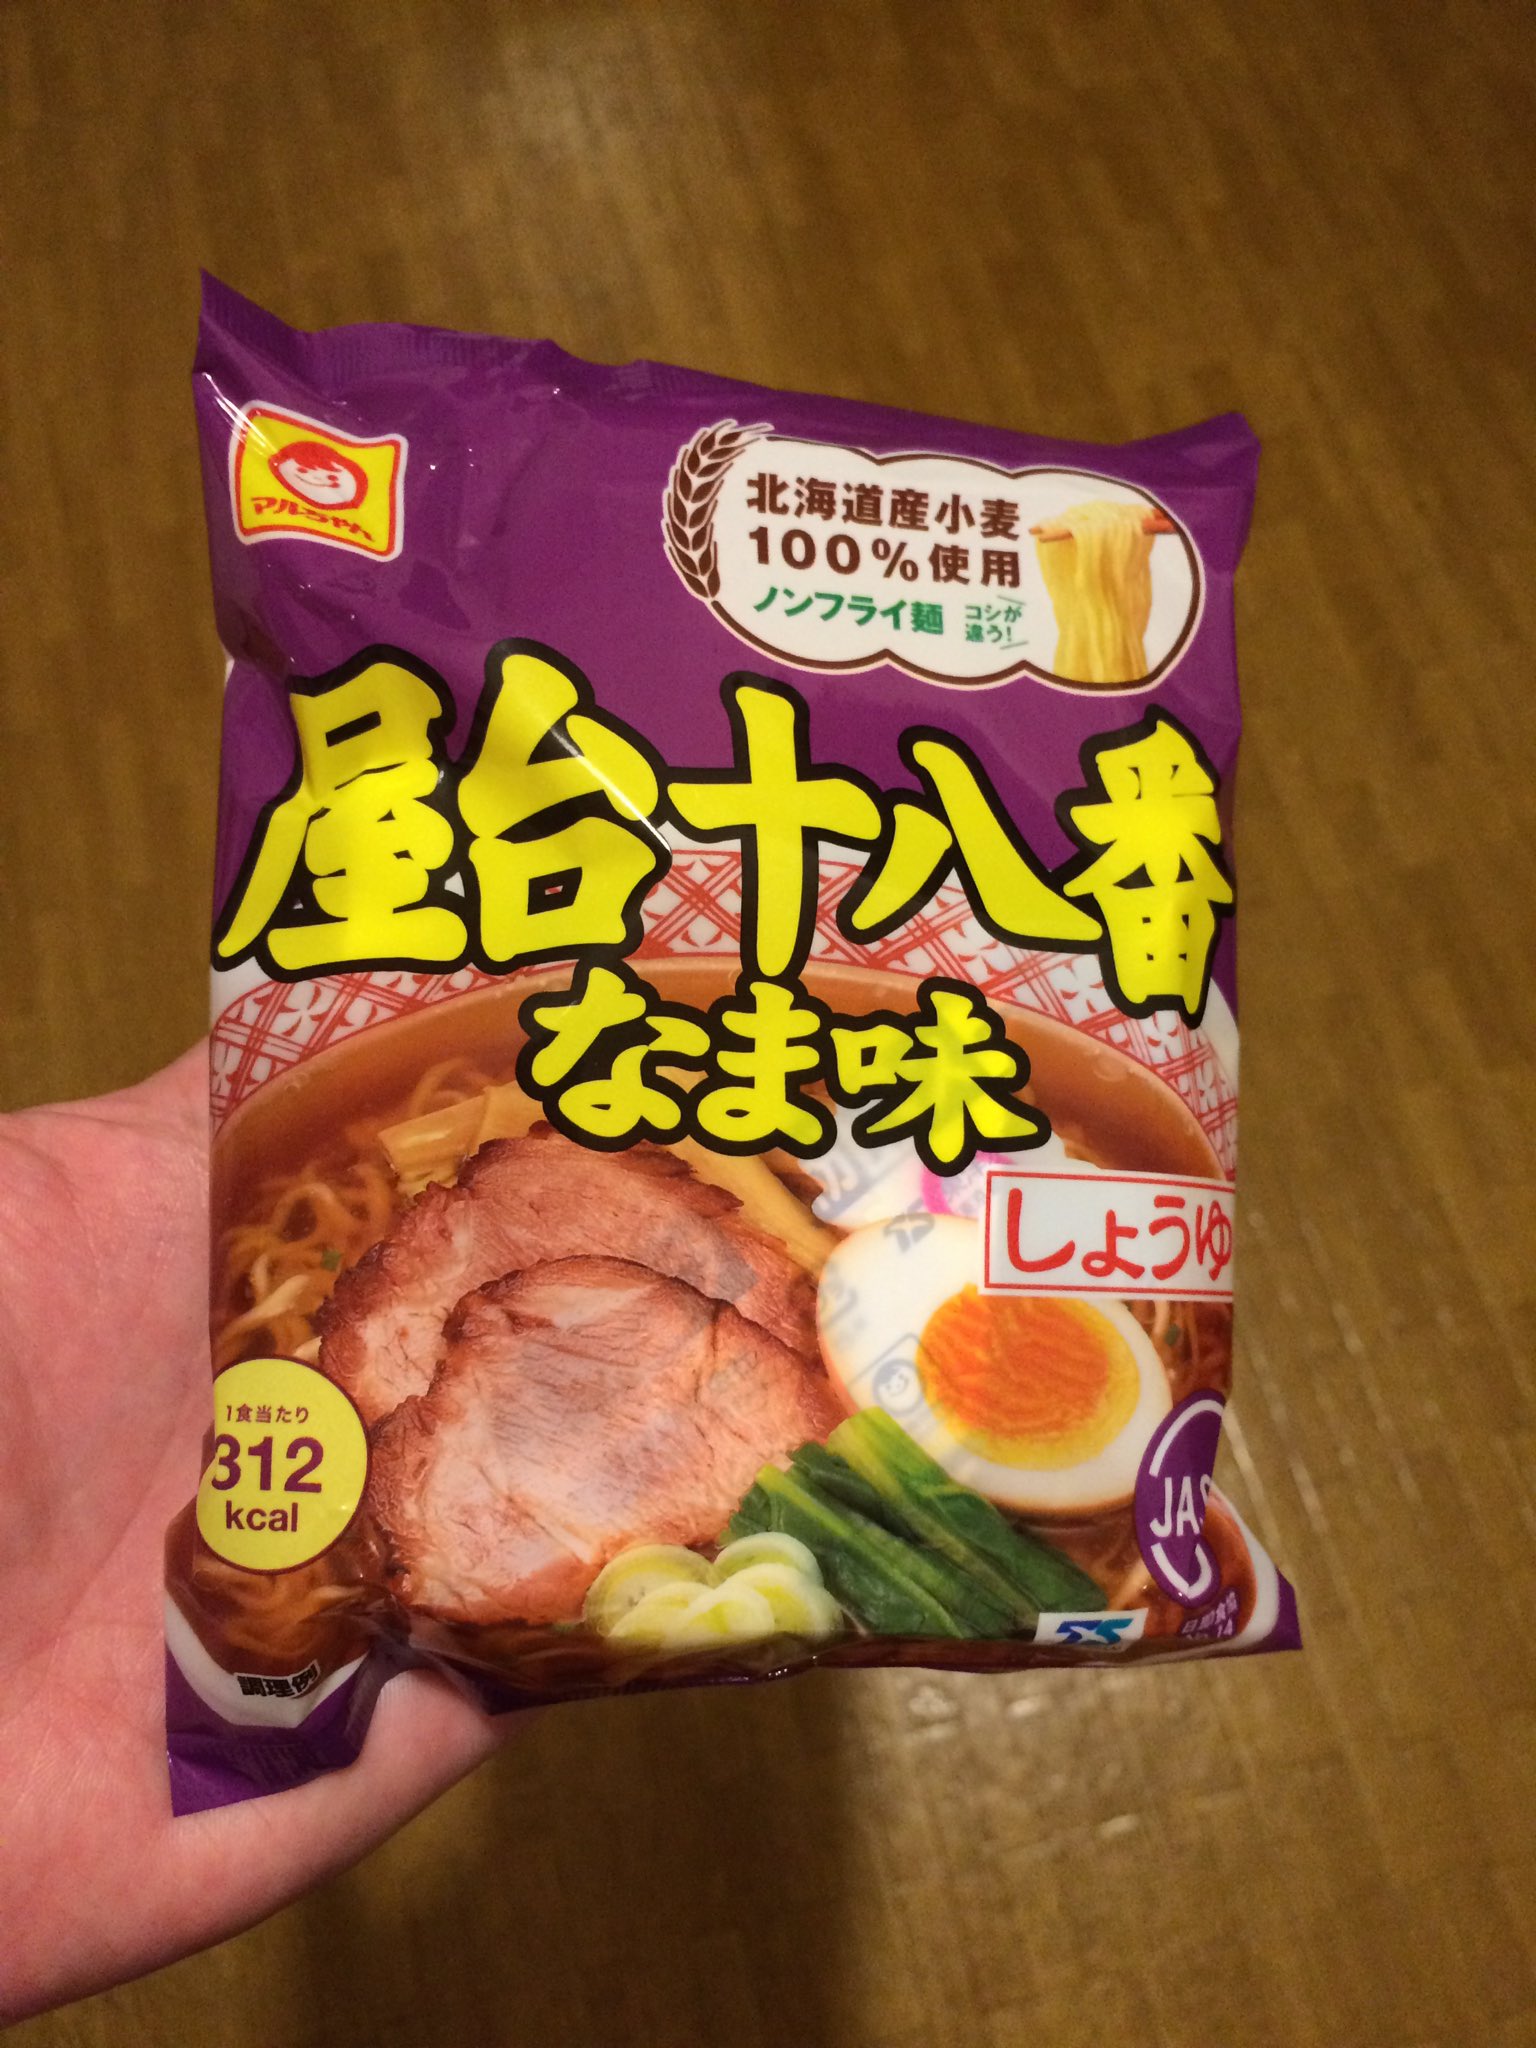 マルちゃん
北海道産小麦
100%使用
ノンフライ麺 コシが違う!
屋台十八番
なま味
しょうゆ
1食当たり
312
kcal
JAS
調理例